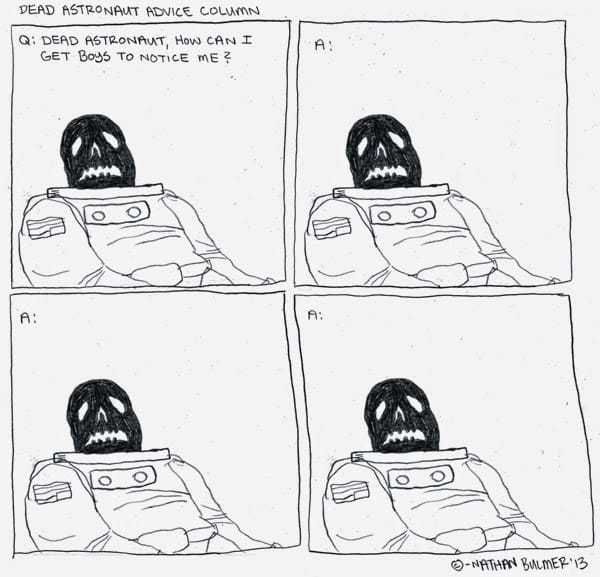 DEAD ASTRONAUT ADVICE COLUMN
Q: DEAD ASTRONAUT, HOW CAN I
GET BOYS TO NOTICE ME?
A:
A:
A:
©-NATHAN BULMER '13